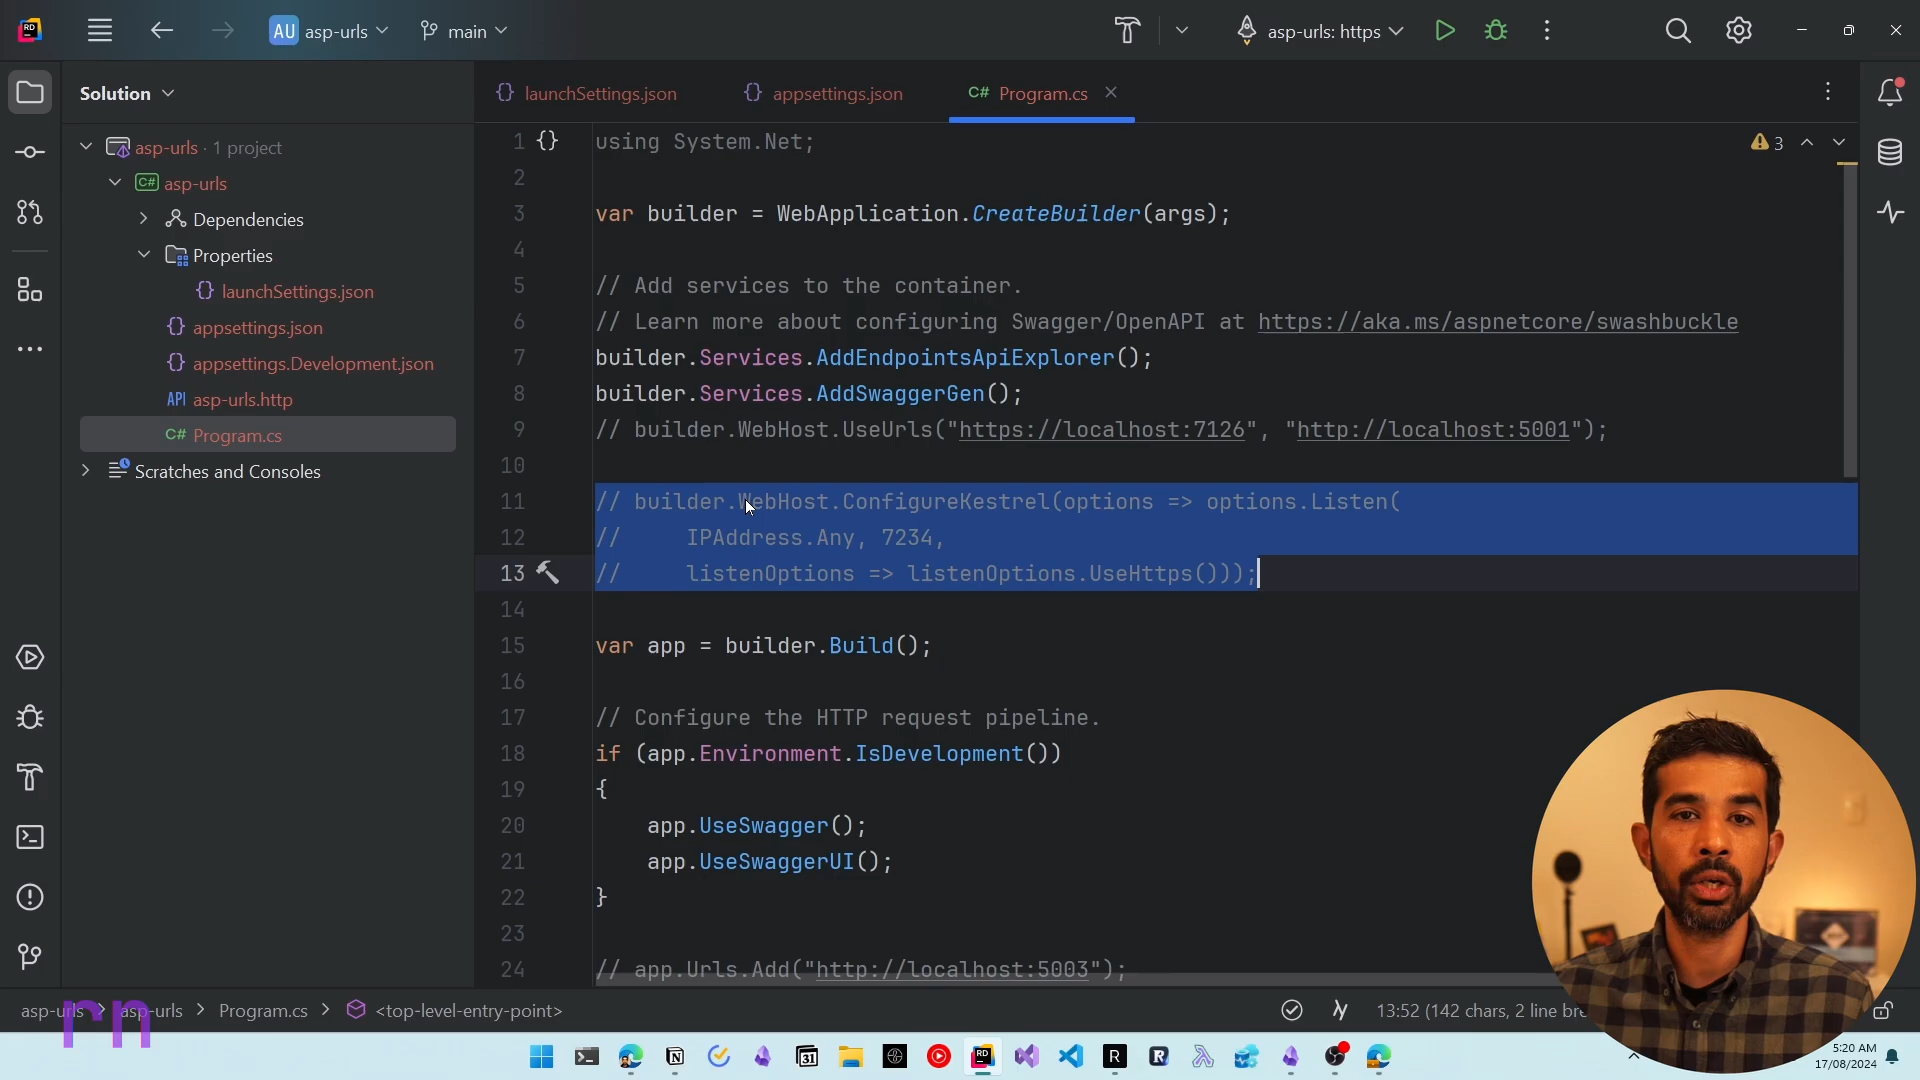 AU asp-urls main asp-urls: https
Solution
launchSettings.json appsettings.json C# Program.cs
asp-urls · 1 project
C# asp-urls
Dependencies
Properties
launchSettings.json
appsettings.json
appsettings.Development.json
API asp-urls.http
C# Program.cs
Scratches and Consoles
3
1 {} using System.Net;
2
3 var builder = WebApplication.CreateBuilder(args);
4
5 // Add services to the container.
6 // Learn more about configuring Swagger/OpenAPI at https://aka.ms/aspnetcore/swashbuckle
7 builder.Services.AddEndpointsApiExplorer();
8 builder.Services.AddSwaggerGen();
9 // builder.WebHost.UseUrls("https://localhost:7126", "http://localhost:5001");
10
11 // builder.WebHost.ConfigureKestrel(options => options.Listen(
12 //     IPAddress.Any, 7234,
13 //     listenOptions => listenOptions.UseHttps()));
14
15 var app = builder.Build();
16
17 // Configure the HTTP request pipeline.
18 if (app.Environment.IsDevelopment())
19 {
20     app.UseSwagger();
21     app.UseSwaggerUI();
22 }
23
24 // app.Urls.Add("http://localhost:5003");
asp-urls > asp-urls > Program.cs > <top-level-entry-point>
13:52 (142 chars, 2 line bre
rn
5:20 AM
17/08/2024